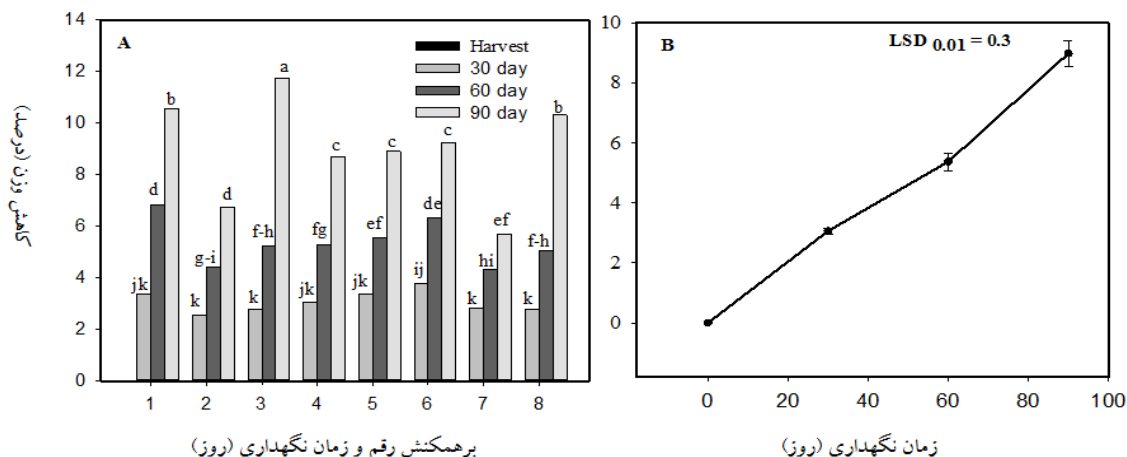 A
Harvest
30 day
60 day
90 day
14
12
10
8
6
4
2
0
کاهش وزن (درصد)
jk d b
k g-i d
k f-h a
jk fg c
jk ef c
ij de c
k hi ef
k f-h b
1 2 3 4 5 6 7 8
برهمکنش رقم و زمان نگهداری (روز)
B
LSD 0.01 = 0.3
10
8
6
4
2
0
0 20 40 60 80 100
زمان نگهداری (روز)